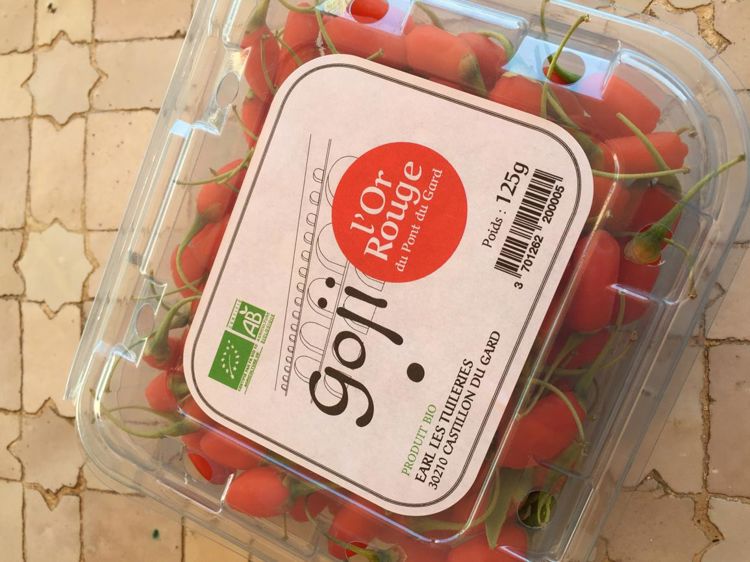 l'Or
Rouge
du Pont du Gard
goji
Poids : 125g
3 701262 200005
AB
PRODUIT BIO
EARL LES TUILERIES
30210 CASTILLON DU GARD